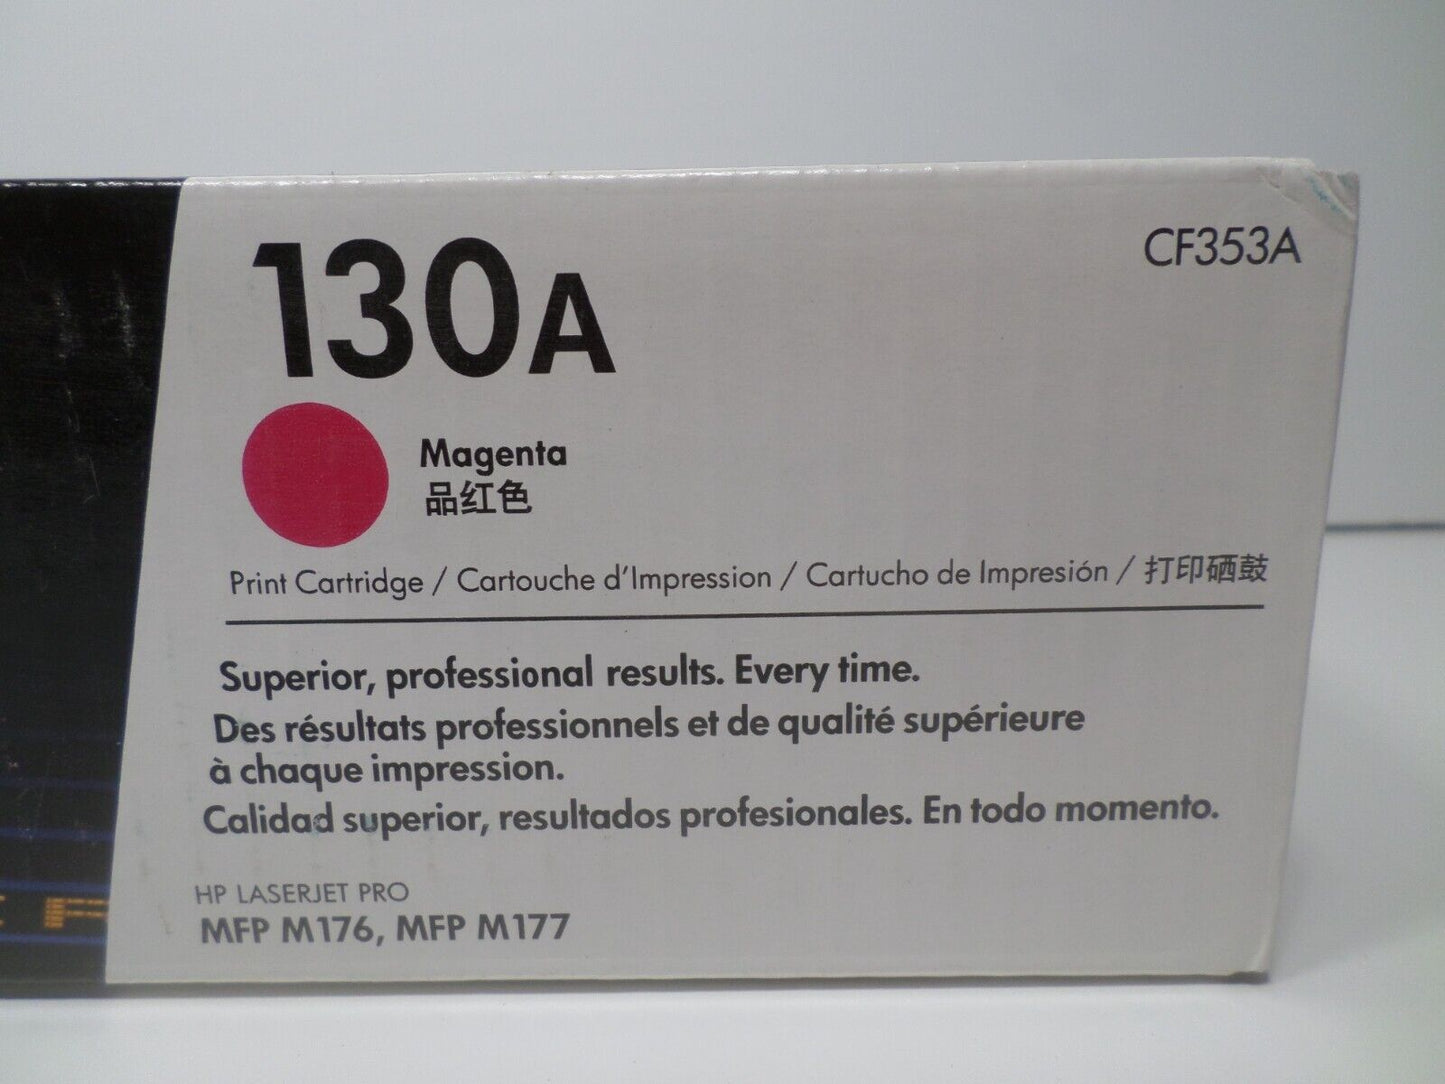 130A
CF353A
Magenta
品红色
Print Cartridge / Cartouche d'Impression / Cartucho de Impresión / 打印硒鼓
Superior, professional results. Every time.
Des résultats professionnels et de qualité supérieure
à chaque impression.
Calidad superior, resultados profesionales. En todo momento.
HP LASERJET PRO
MFP M176, MFP M177